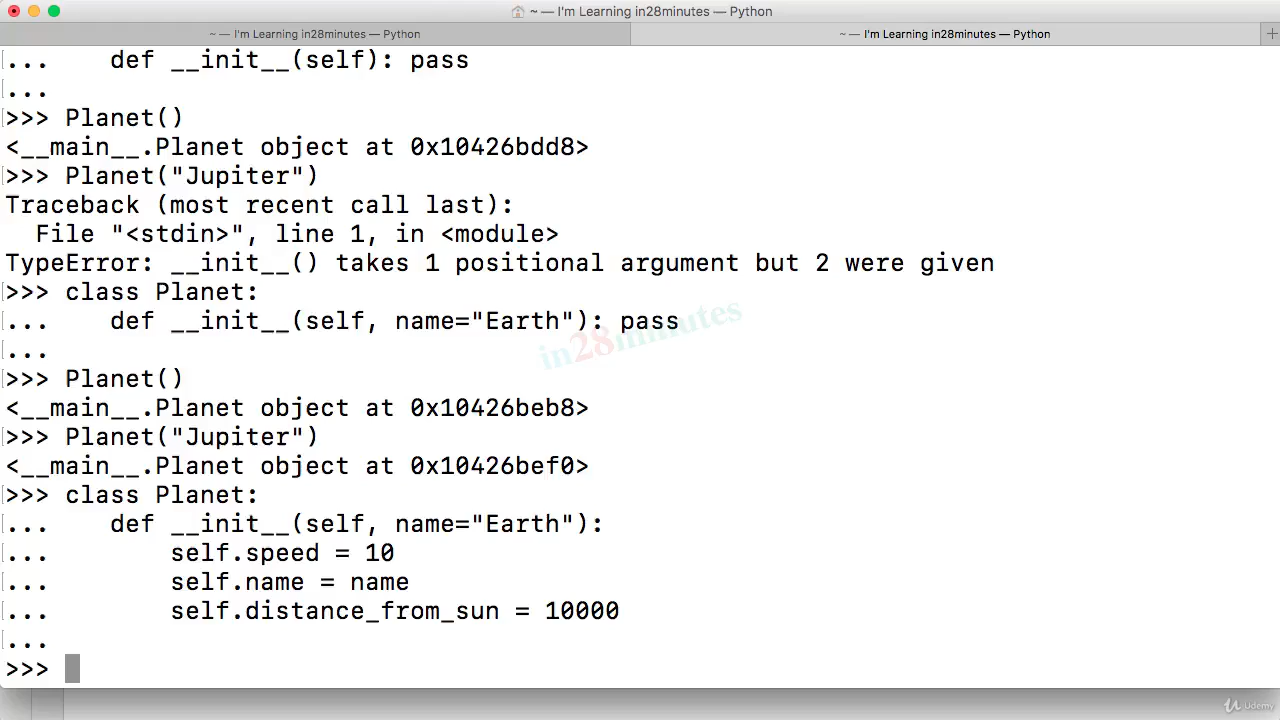 ~ — I'm Learning in28minutes — Python
~ — I'm Learning in28minutes — Python
~ — I'm Learning in28minutes — Python
...    def __init__(self): pass
...
>>> Planet()
<__main__.Planet object at 0x10426bdd8>
>>> Planet("Jupiter")
Traceback (most recent call last):
  File "<stdin>", line 1, in <module>
TypeError: __init__() takes 1 positional argument but 2 were given
>>> class Planet:
...    def __init__(self, name="Earth"): pass
...
>>> Planet()
<__main__.Planet object at 0x10426beb8>
>>> Planet("Jupiter")
<__main__.Planet object at 0x10426bef0>
>>> class Planet:
...    def __init__(self, name="Earth"):
...        self.speed = 10
...        self.name = name
...        self.distance_from_sun = 10000
...
>>>
in28minutes
Udemy